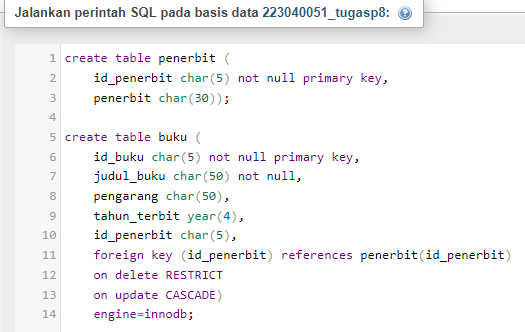 Jalankan perintah SQL pada basis data 223040051_tugasp8:
1 create table penerbit (
2     id_penerbit char(5) not null primary key,
3     penerbit char(30));
4
5 create table buku (
6     id_buku char(5) not null primary key,
7     judul_buku char(50) not null,
8     pengarang char(50),
9     tahun_terbit year(4),
10     id_penerbit char(5),
11     foreign key (id_penerbit) references penerbit(id_penerbit)
12     on delete RESTRICT
13     on update CASCADE)
14     engine=innodb;